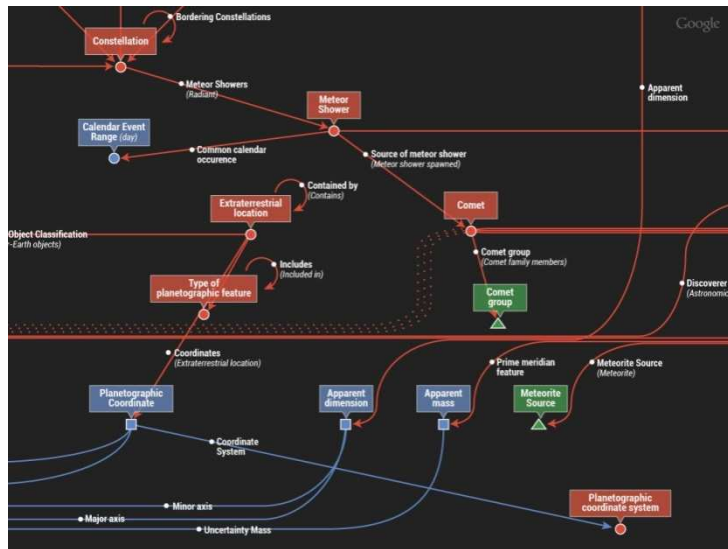 Bordering Constellations
Google
Constellation
Meteor Showers
(Radiant)
Apparent
dimension
Meteor
Shower
Calendar Event
Range (day)
Common calendar
occurence
Source of meteor shower
(Meteor shower spawned)
Contained by
(Contains)
Extraterrestrial
location
Comet
Object Classification
r-Earth objects)
Comet group
(Comet family members)
Includes
(Included in)
Type of
planetographic feature
Comet
group
Discoverer
(Astronomic
Coordinates
(Extraterrestrial location)
Prime meridian
feature
Meteorite Source
(Meteorite)
Planetographic
Coordinate
Apparent
dimension
Apparent
mass
Meteorite
Source
Coordinate
System
Minor axis
Major axis
Uncertainty Mass
Planetographic
coordinate system